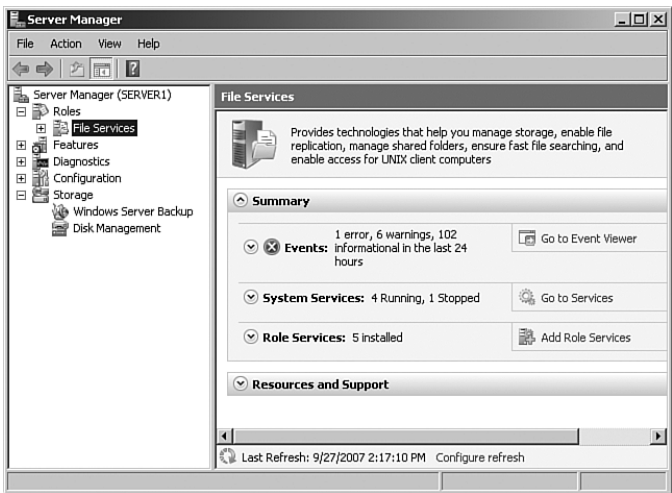 Server Manager
File Action View Help
Server Manager (SERVER1)
Roles
File Services
Features
Diagnostics
Configuration
Storage
Windows Server Backup
Disk Management
File Services
Provides technologies that help you manage storage, enable file
replication, manage shared folders, ensure fast file searching, and
enable access for UNIX client computers
Summary
Events: 1 error, 6 warnings, 102
informational in the last 24
hours
Go to Event Viewer
System Services: 4 Running, 1 Stopped
Go to Services
Role Services: 5 installed
Add Role Services
Resources and Support
Last Refresh: 9/27/2007 2:17:10 PM Configure refresh